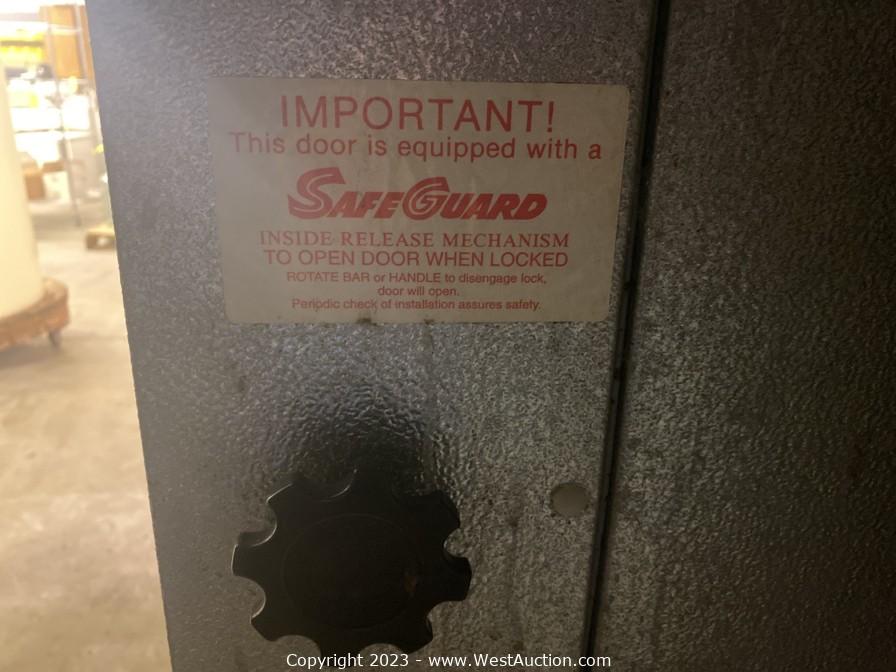 IMPORTANT!
This door is equipped with a
SAFEGUARD
INSIDE RELEASE MECHANISM
TO OPEN DOOR WHEN LOCKED
ROTATE BAR or HANDLE to disengage lock,
door will open.
Periodic check of installation assures safety.
Copyright 2023 - www.WestAuction.com